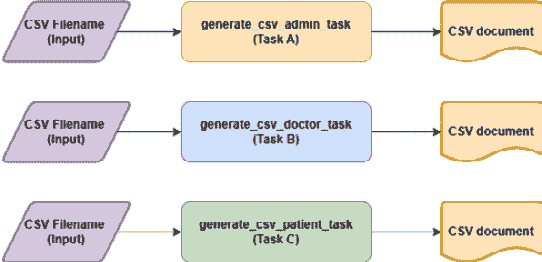 CSV Filename
(Input)
generate_csv_admin_task
(Task A)
CSV document
CSV Filename
(Input)
generate_csv_doctor_task
(Task B)
CSV document
CSV Filename
(Input)
generate_csv_patient_task
(Task C)
CSV document